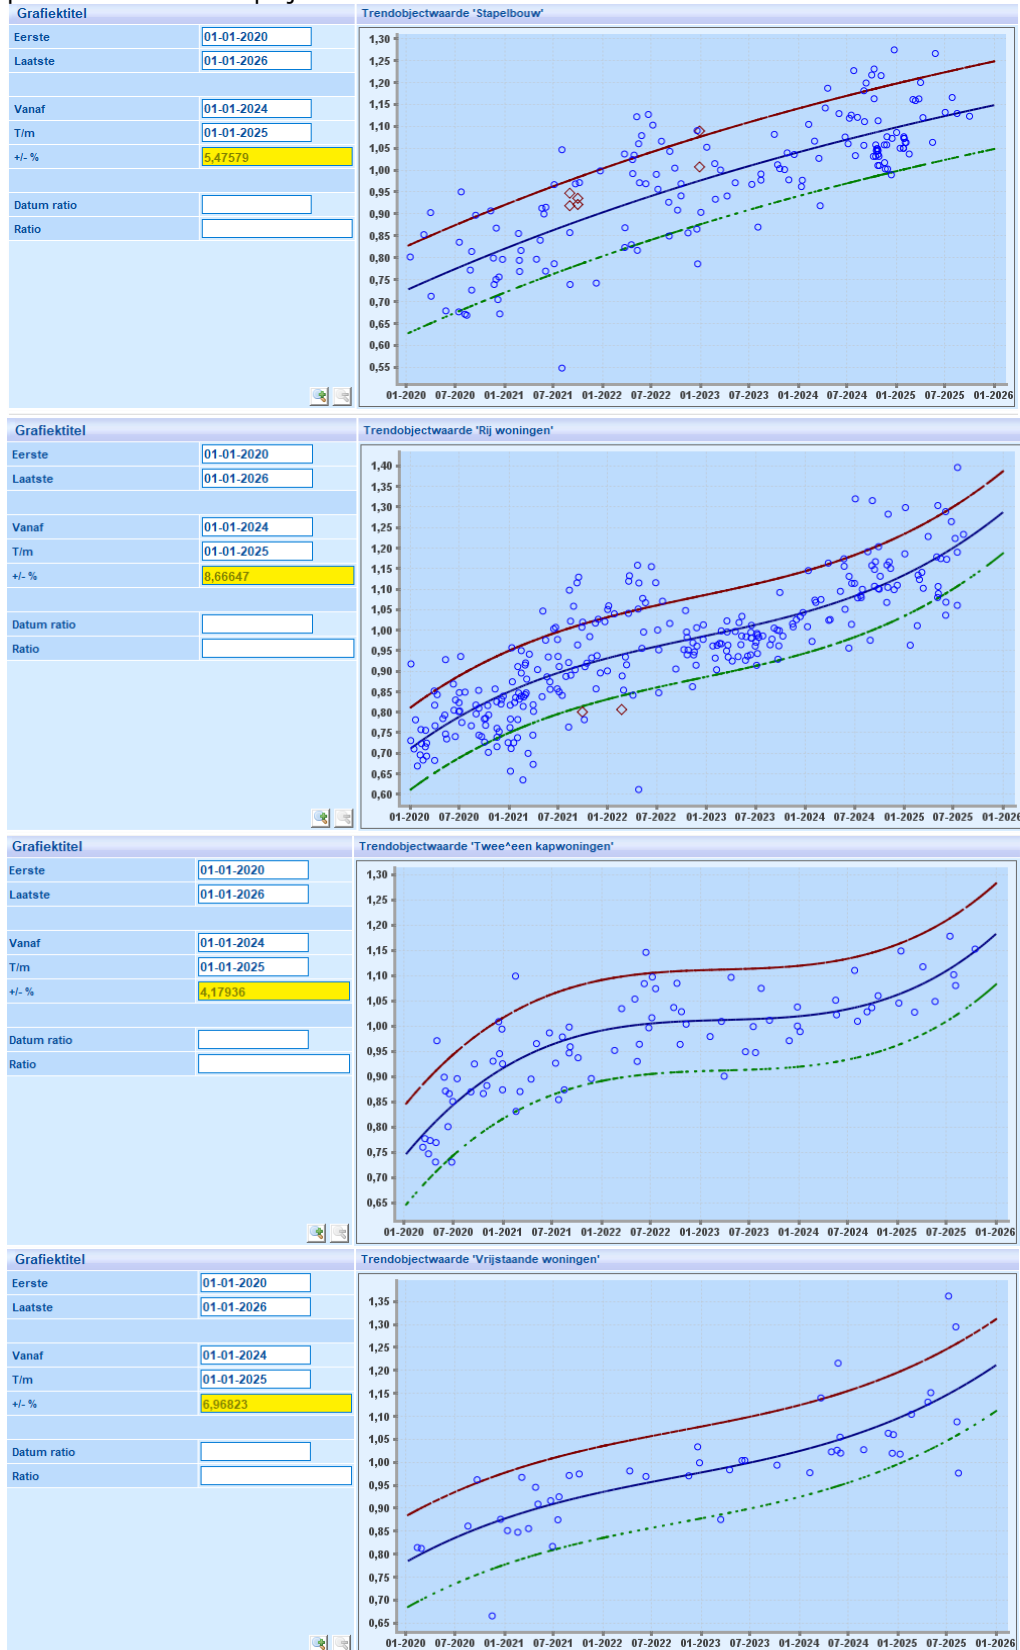 Grafiektitel
Trendobjectwaarde 'Stapelbouw'
Eerste 01-01-2020
Laatste 01-01-2026
Vanaf 01-01-2024
T/m 01-01-2025
+/- % 5,47579
Datum ratio
Ratio
1,30
1,25
1,20
1,15
1,10
1,05
1,00
0,95
0,90
0,85
0,80
0,75
0,70
0,65
0,60
0,55
01-2020 07-2020 01-2021 07-2021 01-2022 07-2022 01-2023 07-2023 01-2024 07-2024 01-2025 07-2025 01-2026
Grafiektitel
Trendobjectwaarde 'Rij woningen'
Eerste 01-01-2020
Laatste 01-01-2026
Vanaf 01-01-2024
T/m 01-01-2025
+/- % 8,66647
Datum ratio
Ratio
1,40
1,35
1,30
1,25
1,20
1,15
1,10
1,05
1,00
0,95
0,90
0,85
0,80
0,75
0,70
0,65
0,60
01-2020 07-2020 01-2021 07-2021 01-2022 07-2022 01-2023 07-2023 01-2024 07-2024 01-2025 07-2025 01-2026
Grafiektitel
Trendobjectwaarde 'Twee^een kapwoningen'
Eerste 01-01-2020
Laatste 01-01-2026
Vanaf 01-01-2024
T/m 01-01-2025
+/- % 4,17936
Datum ratio
Ratio
1,30
1,25
1,20
1,15
1,10
1,05
1,00
0,95
0,90
0,85
0,80
0,75
0,70
0,65
01-2020 07-2020 01-2021 07-2021 01-2022 07-2022 01-2023 07-2023 01-2024 07-2024 01-2025 07-2025 01-2026
Grafiektitel
Trendobjectwaarde 'Vrijstaande woningen'
Eerste 01-01-2020
Laatste 01-01-2026
Vanaf 01-01-2024
T/m 01-01-2025
+/- % 6,96823
Datum ratio
Ratio
1,35
1,30
1,25
1,20
1,15
1,10
1,05
1,00
0,95
0,90
0,85
0,80
0,75
0,70
0,65
01-2020 07-2020 01-2021 07-2021 01-2022 07-2022 01-2023 07-2023 01-2024 07-2024 01-2025 07-2025 01-2026